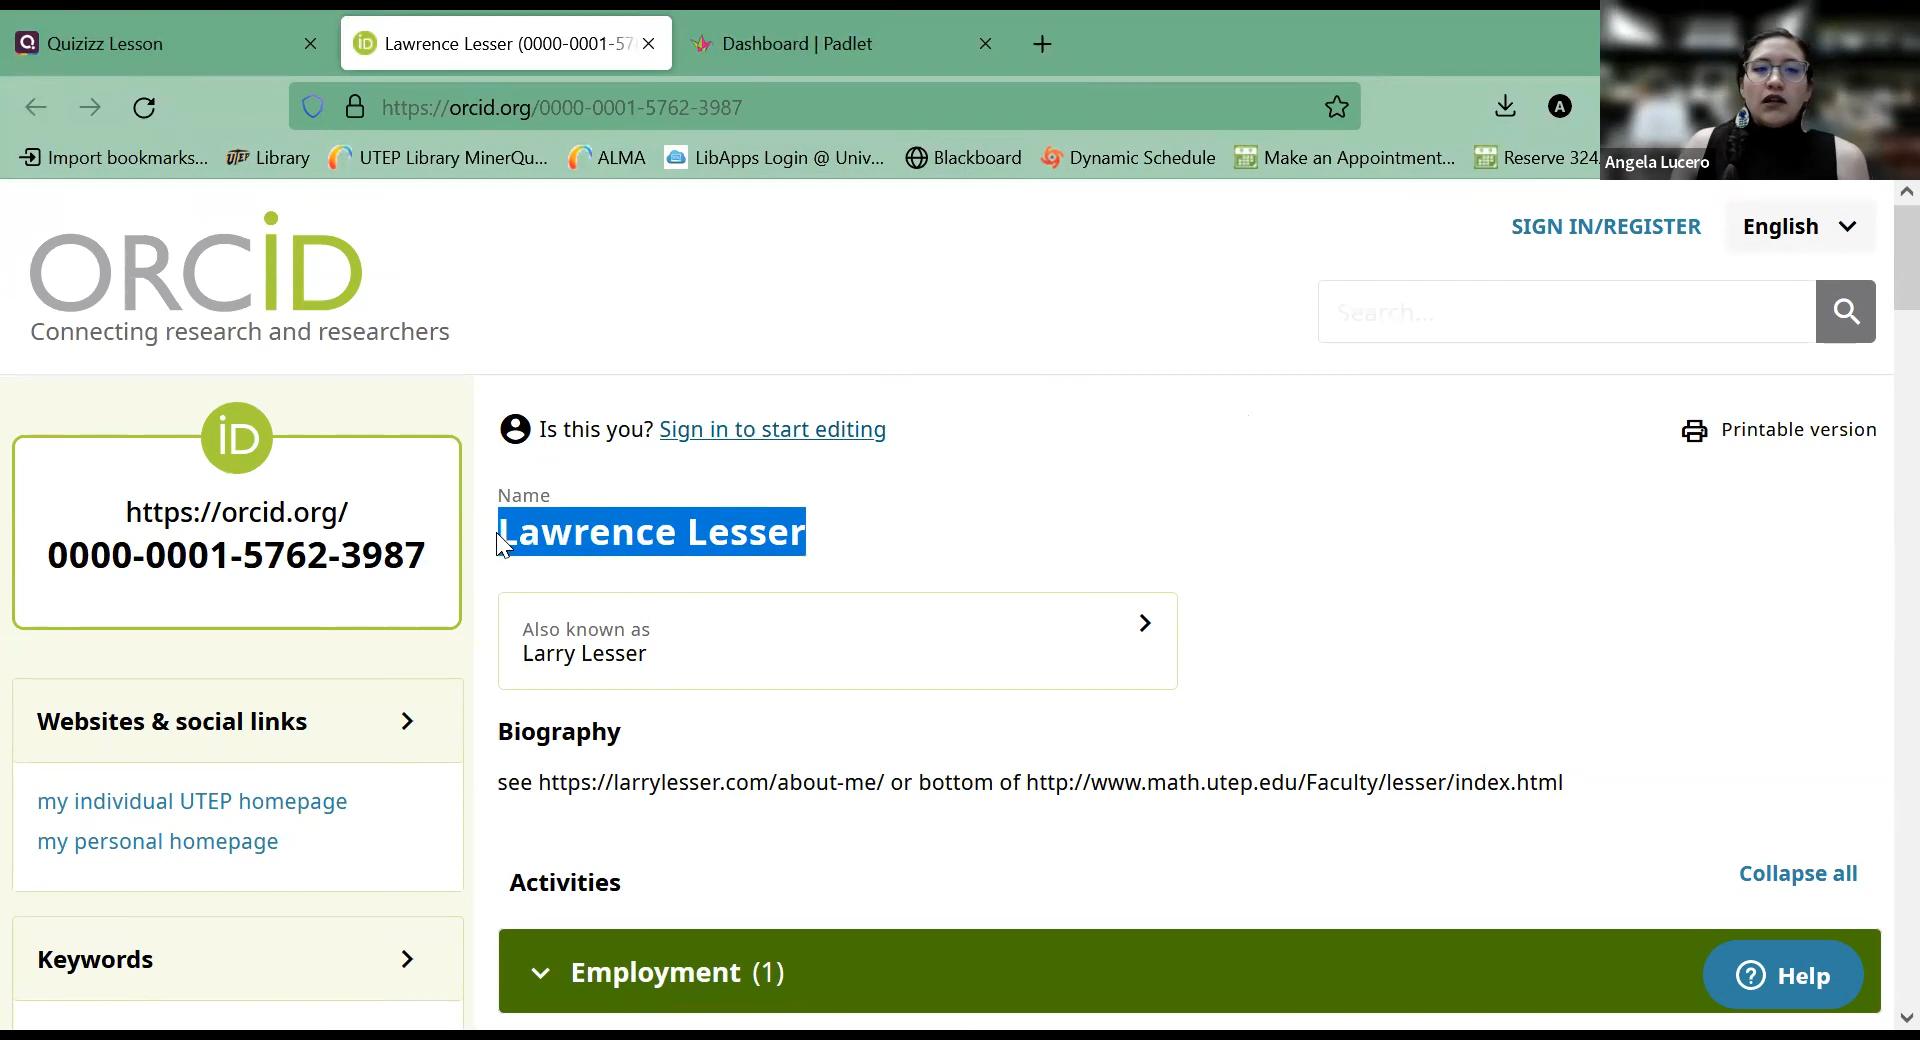 Quizizz Lesson
Lawrence Lesser (0000-0001-57
Dashboard | Padlet
https://orcid.org/0000-0001-5762-3987
A
Import bookmarks...
UTEP Library
UTEP Library MinerQu...
ALMA
LibApps Login @ Univ...
Blackboard
Dynamic Schedule
Make an Appointment...
Reserve 324
Angela Lucero
ORCiD
Connecting research and researchers
SIGN IN/REGISTER
English
Search...
iD
https://orcid.org/
0000-0001-5762-3987
Is this you? Sign in to start editing
Printable version
Name
Lawrence Lesser
Also known as
Larry Lesser
Websites & social links
my individual UTEP homepage
my personal homepage
Biography
see https://larrylesser.com/about-me/ or bottom of http://www.math.utep.edu/Faculty/lesser/index.html
Activities
Collapse all
Keywords
Employment (1)
Help